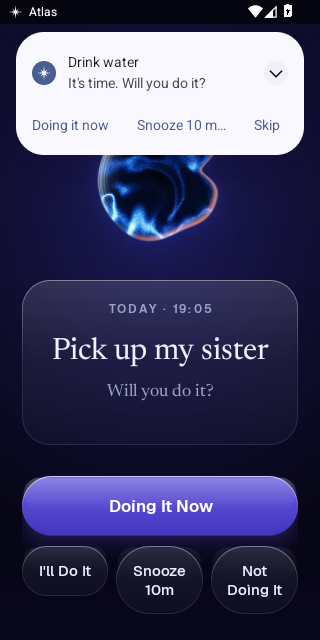 Atlas
Drink water
It's time. Will you do it?
Doing it now
Snooze 10 m...
Skip
TODAY · 19:05
Pick up my sister
Will you do it?
Doing It Now
I'll Do It
Snooze
10m
Not
Doing It